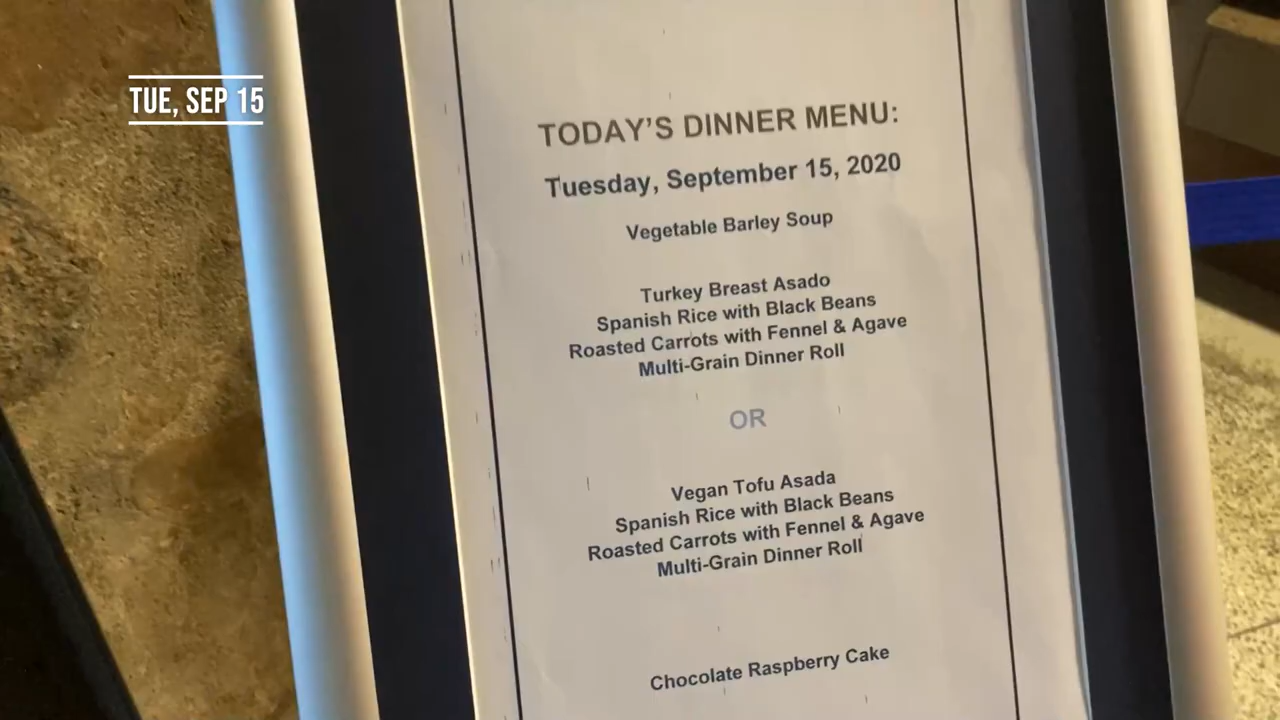 TUE, SEP 15
TODAY'S DINNER MENU:
Tuesday, September 15, 2020
Vegetable Barley Soup
Turkey Breast Asado
Spanish Rice with Black Beans
Roasted Carrots with Fennel & Agave
Multi-Grain Dinner Roll
OR
Vegan Tofu Asada
Spanish Rice with Black Beans
Roasted Carrots with Fennel & Agave
Multi-Grain Dinner Roll
Chocolate Raspberry Cake